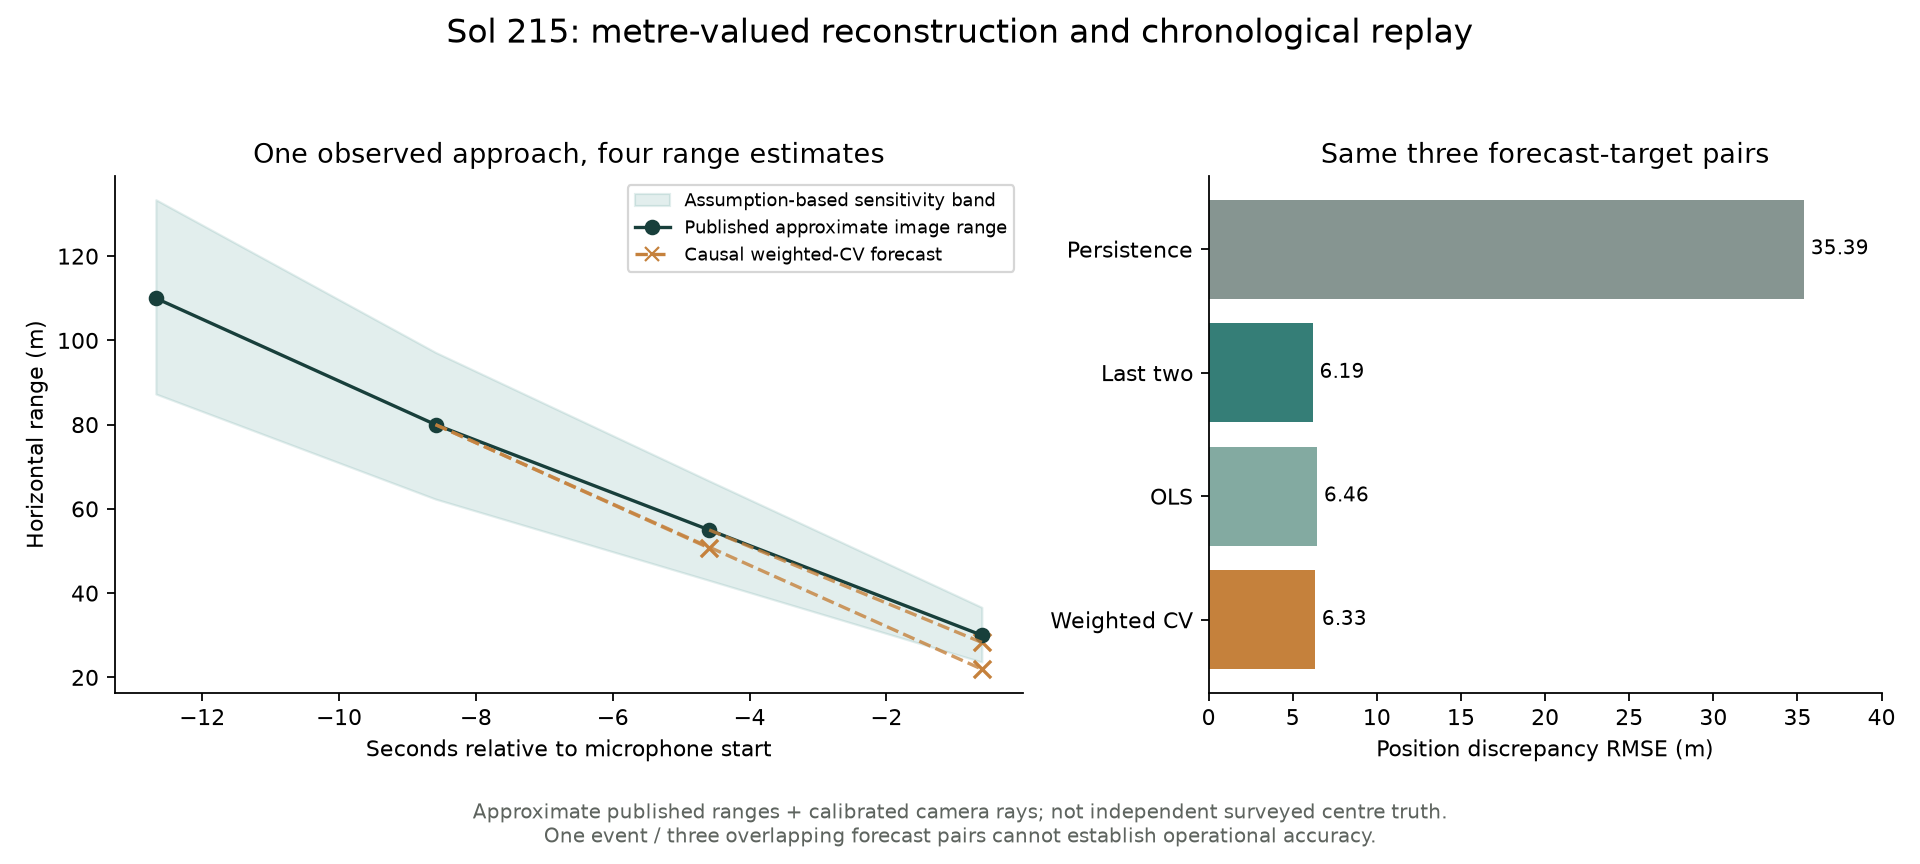 Sol 215: metre-valued reconstruction and chronological replay
One observed approach, four range estimates
Assumption-based sensitivity band
Published approximate image range
Causal weighted-CV forecast
Horizontal range (m)
120
100
80
60
40
20
−12
−10
−8
−6
−4
−2
Seconds relative to microphone start
Same three forecast-target pairs
Persistence
35.39
Last two
6.19
OLS
6.46
Weighted CV
6.33
0
5
10
15
20
25
30
35
40
Position discrepancy RMSE (m)
Approximate published ranges + calibrated camera rays; not independent surveyed centre truth.
One event / three overlapping forecast pairs cannot establish operational accuracy.